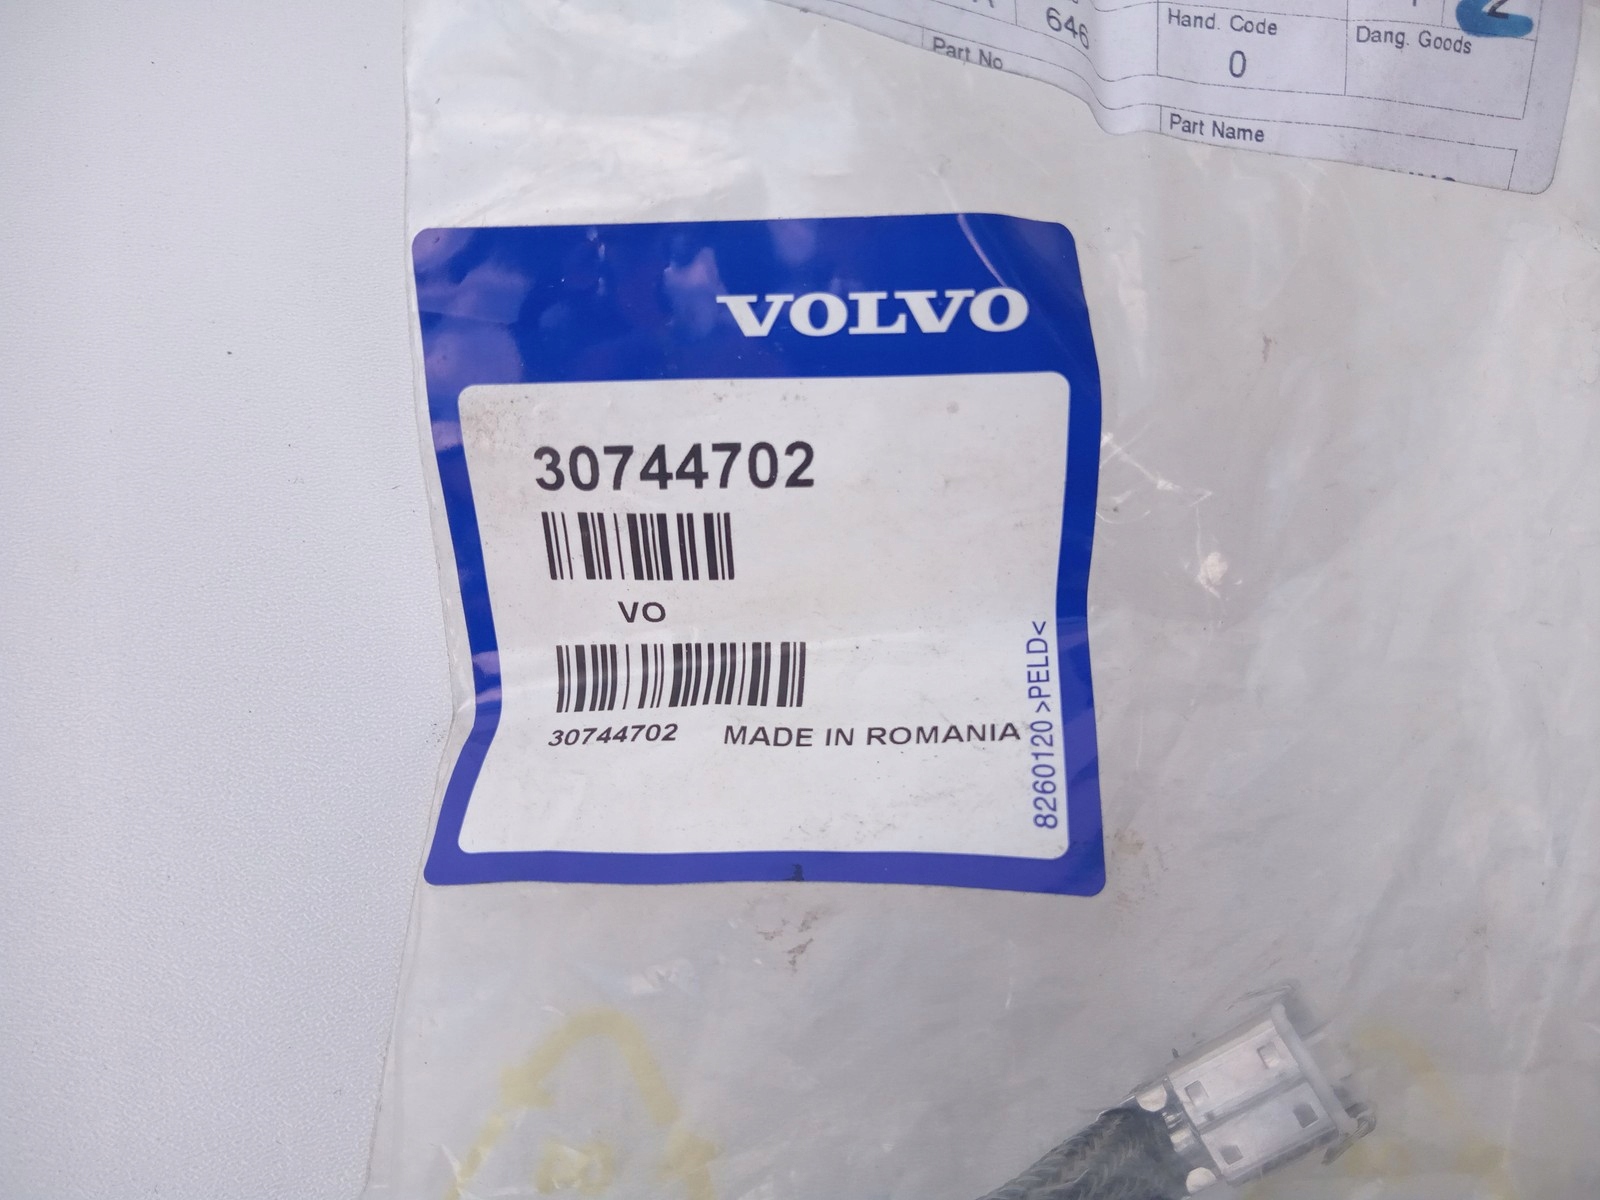 646
Hand. Code
Dang. Goods
2
Part No
0
Part Name
VOLVO
30744702
VO
30744702 MADE IN ROMANIA
8260120 >PELD<